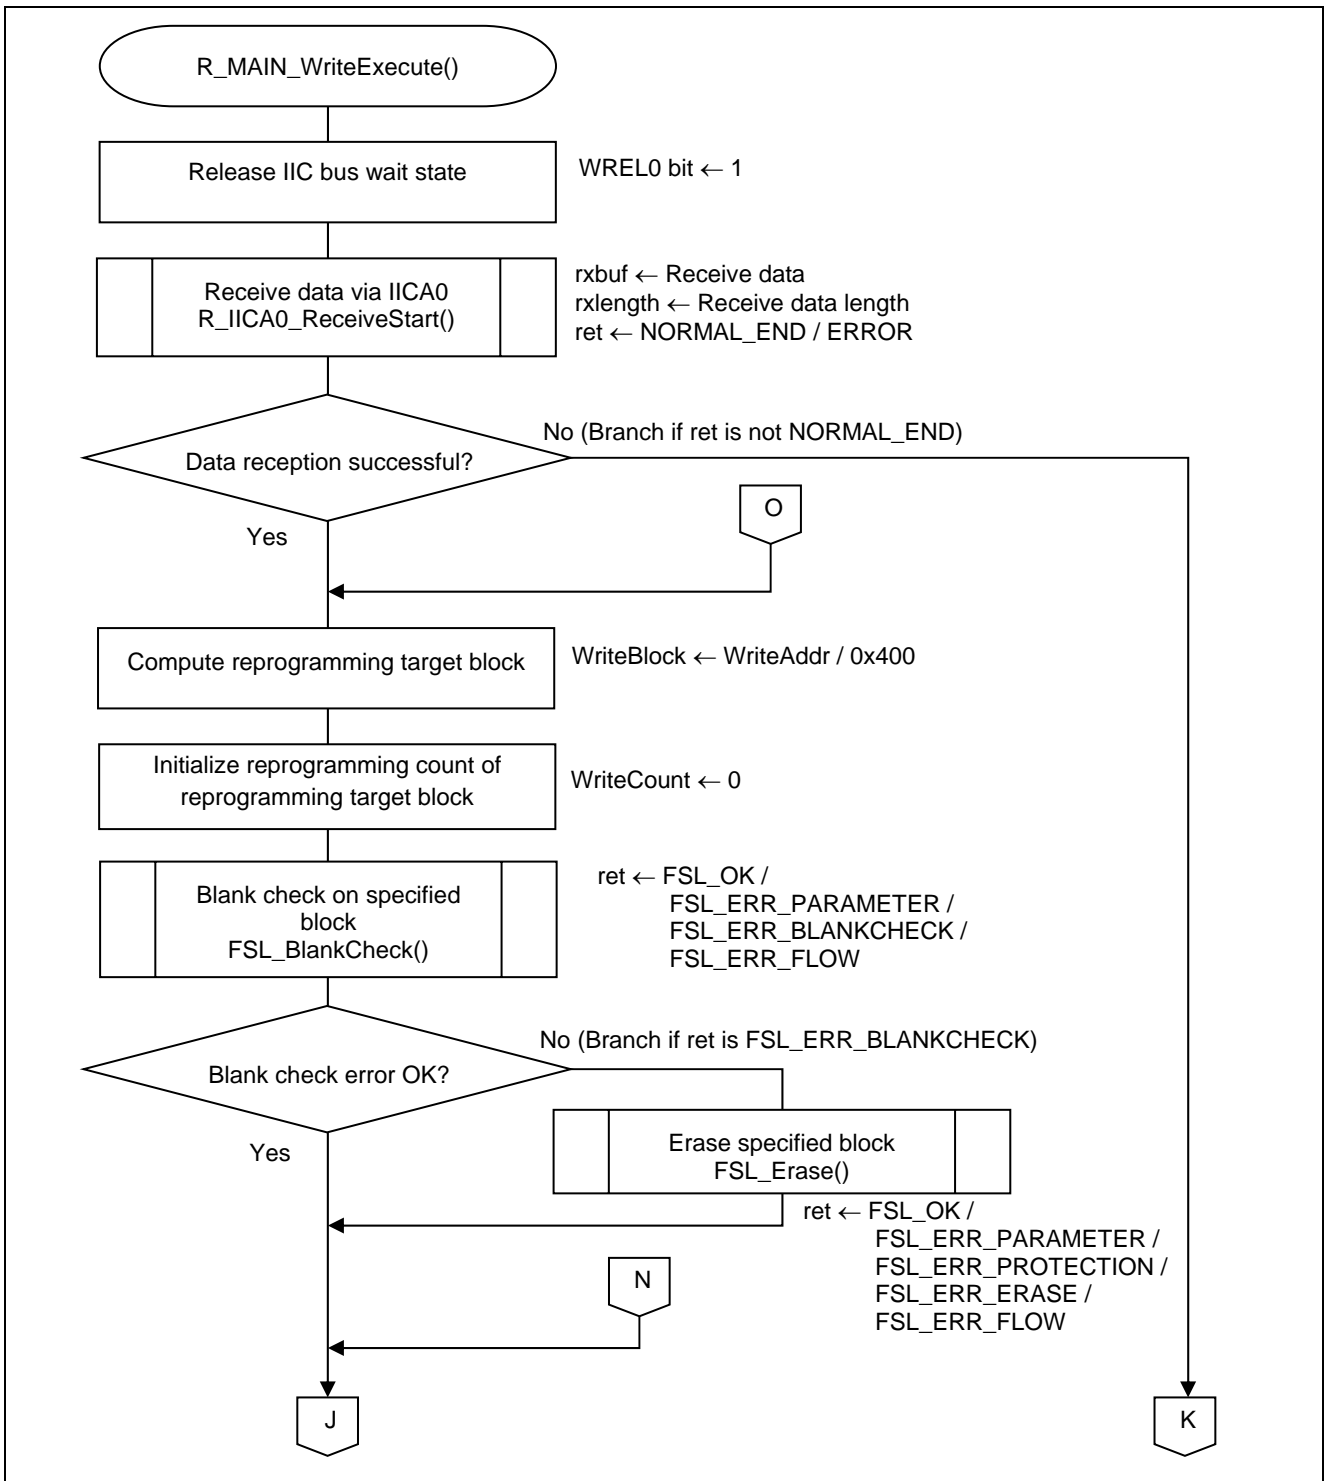 R_MAIN_WriteExecute()
Release IIC bus wait state
WREL0 bit ← 1
Receive data via IICA0
R_IICA0_ReceiveStart()
rxbuf ← Receive data
rxlength ← Receive data length
ret ← NORMAL_END / ERROR
No (Branch if ret is not NORMAL_END)
Data reception successful?
O
Yes
Compute reprogramming target block
WriteBlock ← WriteAddr / 0x400
Initialize reprogramming count of
reprogramming target block
WriteCount ← 0
Blank check on specified
block
FSL_BlankCheck()
ret ← FSL_OK /
FSL_ERR_PARAMETER /
FSL_ERR_BLANKCHECK /
FSL_ERR_FLOW
No (Branch if ret is FSL_ERR_BLANKCHECK)
Blank check error OK?
Erase specified block
FSL_Erase()
Yes
ret ← FSL_OK /
FSL_ERR_PARAMETER /
FSL_ERR_PROTECTION /
FSL_ERR_ERASE /
FSL_ERR_FLOW
N
J
K